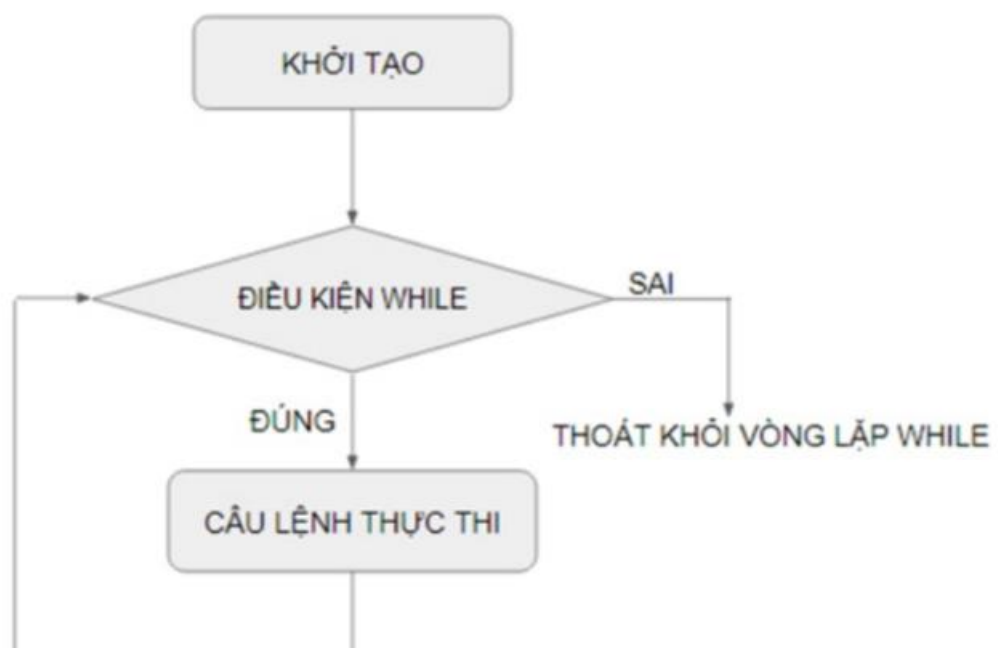 KHỞI TẠO
ĐIỀU KIỆN WHILE
SAI
ĐÚNG
THOÁT KHỎI VÒNG LẶP WHILE
CÂU LỆNH THỰC THI